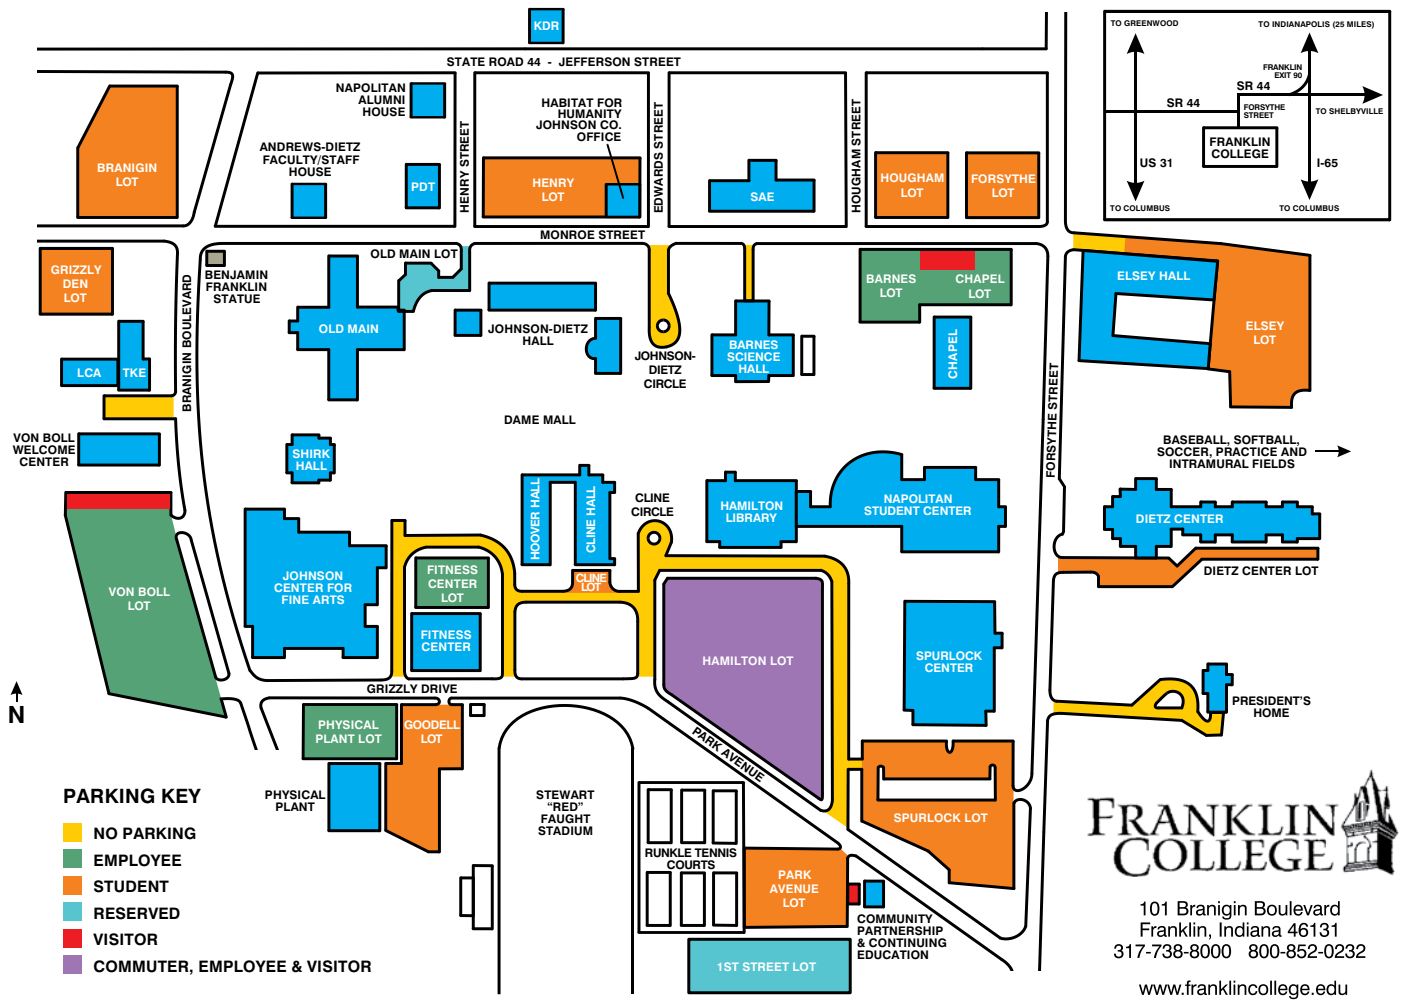 KDR
STATE ROAD 44 - JEFFERSON STREET
TO GREENWOOD
TO INDIANAPOLIS (25 MILES)
FRANKLIN
EXIT 90
SR 44
SR 44
FORSYTHE
STREET
TO SHELBYVILLE
FRANKLIN
COLLEGE
US 31
I-65
TO COLUMBUS
TO COLUMBUS
NAPOLITAN
ALUMNI
HOUSE
HABITAT FOR
HUMANITY
JOHNSON CO.
OFFICE
ANDREWS-DIETZ
FACULTY/STAFF
HOUSE
BRANIGIN
LOT
PDT
HENRY STREET
HENRY
LOT
EDWARDS STREET
SAE
HOUGHAM STREET
HOUGHAM
LOT
FORSYTHE
LOT
MONROE STREET
GRIZZLY
DEN
LOT
BENJAMIN
FRANKLIN
STATUE
OLD MAIN LOT
BARNES
LOT
CHAPEL
LOT
ELSEY HALL
ELSEY
LOT
BRANIGIN BOULEVARD
OLD MAIN
JOHNSON-DIETZ
HALL
JOHNSON-
DIETZ
CIRCLE
BARNES
SCIENCE
HALL
CHAPEL
LCA
TKE
FORSYTHE STREET
DAME MALL
VON BOLL
WELCOME
CENTER
SHIRK
HALL
BASEBALL, SOFTBALL,
SOCCER, PRACTICE AND
INTRAMURAL FIELDS
HOOVER HALL
CLINE HALL
CLINE
CIRCLE
HAMILTON
LIBRARY
NAPOLITAN
STUDENT CENTER
DIETZ CENTER
DIETZ CENTER LOT
VON BOLL
LOT
JOHNSON
CENTER FOR
FINE ARTS
FITNESS
CENTER
LOT
CLINE
LOT
FITNESS
CENTER
HAMILTON LOT
SPURLOCK
CENTER
GRIZZLY DRIVE
PRESIDENT'S
HOME
N
PHYSICAL
PLANT LOT
GOODELL
LOT
PARK AVENUE
PHYSICAL
PLANT
STEWART
"RED"
FAUGHT
STADIUM
SPURLOCK LOT
RUNKLE TENNIS
COURTS
PARK
AVENUE
LOT
COMMUNITY
PARTNERSHIP
& CONTINUING
EDUCATION
1ST STREET LOT
PARKING KEY
NO PARKING
EMPLOYEE
STUDENT
RESERVED
VISITOR
COMMUTER, EMPLOYEE & VISITOR
FRANKLIN
COLLEGE
101 Branigin Boulevard
Franklin, Indiana 46131
317-738-8000 800-852-0232
www.franklincollege.edu